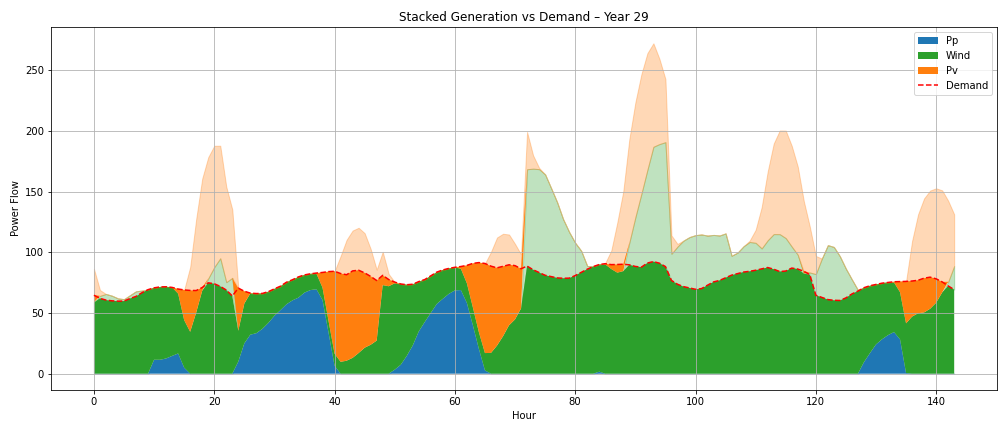 Stacked Generation vs Demand – Year 29
Pp
Wind
Pv
Demand
Power Flow
250
200
150
100
50
0
0 20 40 60 80 100 120 140
Hour